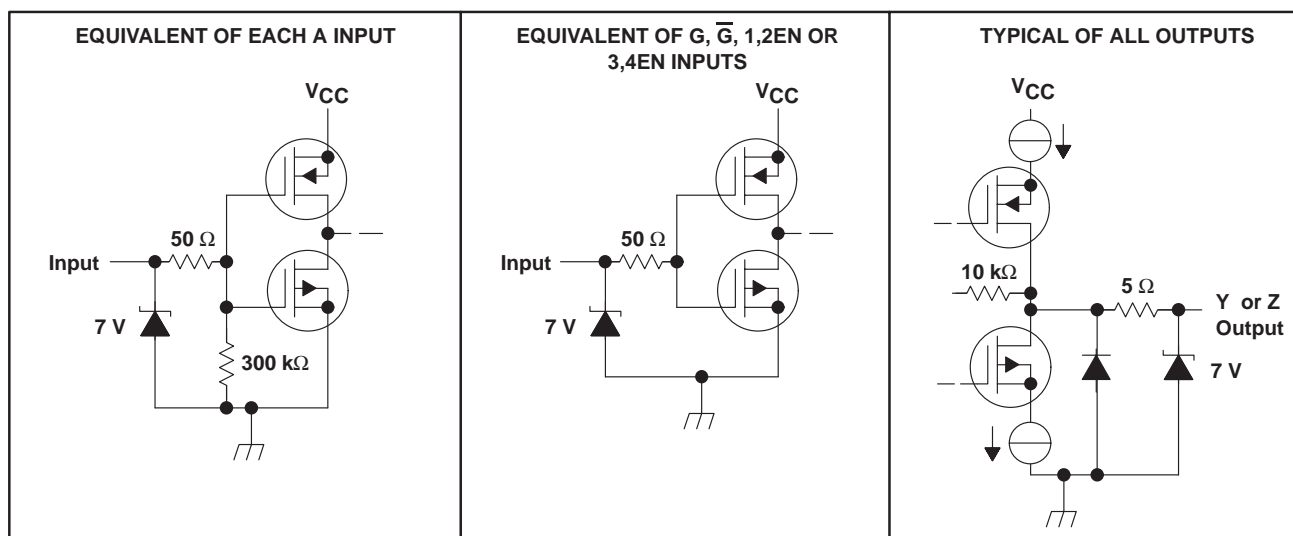 EQUIVALENT OF EACH A INPUT
VCC
50 Ω
Input
7 V
300 kΩ
EQUIVALENT OF G, G̅, 1,2EN OR
3,4EN INPUTS
VCC
50 Ω
Input
7 V
TYPICAL OF ALL OUTPUTS
VCC
10 kΩ
5 Ω
Y or Z
Output
7 V